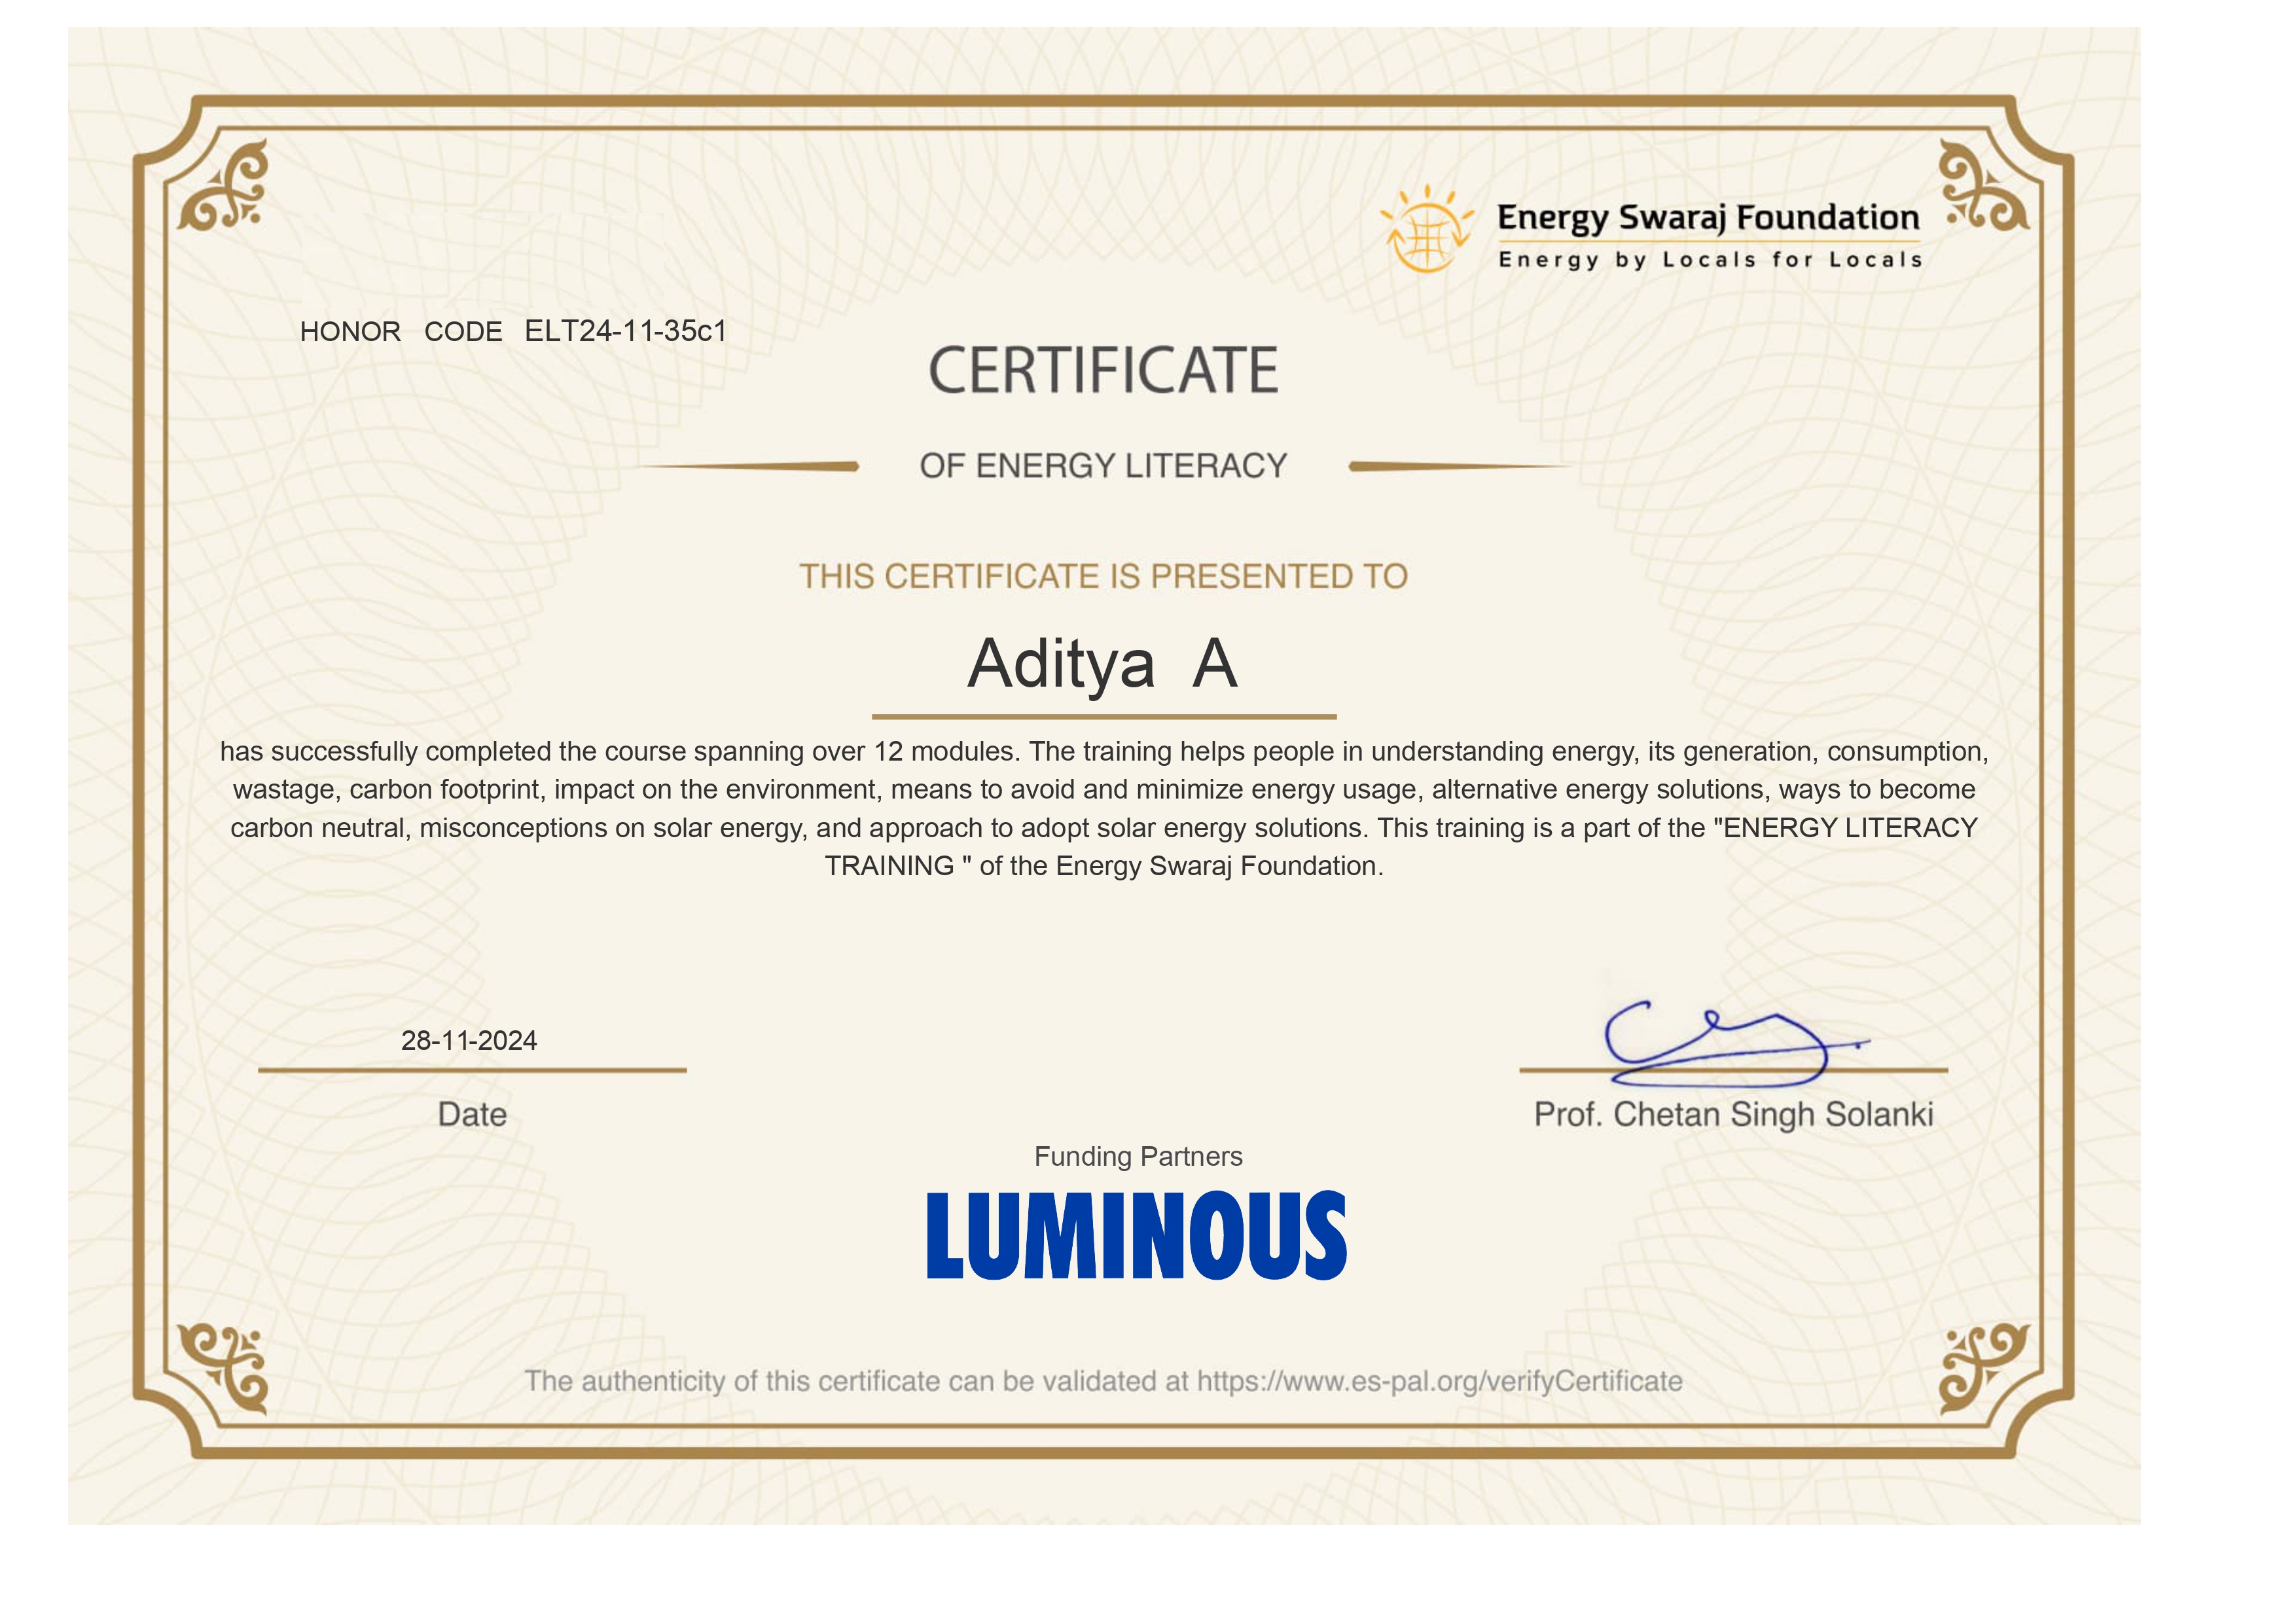 Energy Swaraj Foundation
Energy by Locals for Locals
HONOR CODE ELT24-11-35c1
CERTIFICATE
OF ENERGY LITERACY
THIS CERTIFICATE IS PRESENTED TO
Aditya A
has successfully completed the course spanning over 12 modules. The training helps people in understanding energy, its generation, consumption,
wastage, carbon footprint, impact on the environment, means to avoid and minimize energy usage, alternative energy solutions, ways to become
carbon neutral, misconceptions on solar energy, and approach to adopt solar energy solutions. This training is a part of the "ENERGY LITERACY
TRAINING " of the Energy Swaraj Foundation.
28-11-2024
Date
Prof. Chetan Singh Solanki
Funding Partners
LUMINOUS
The authenticity of this certificate can be validated at https://www.es-pal.org/verifyCertificate